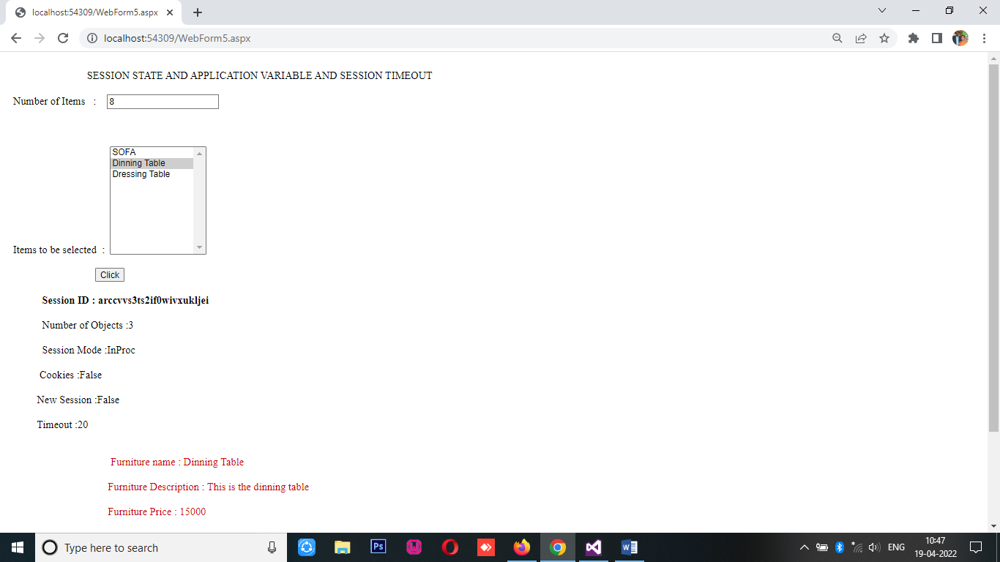 localhost:54309/WebForm5.aspx
localhost:54309/WebForm5.aspx
SESSION STATE AND APPLICATION VARIABLE AND SESSION TIMEOUT
Number of Items : 8
SOFA
Dinning Table
Dressing Table
Items to be selected :
Click
Session ID : arccvvs3ts2if0wivxukljei
Number of Objects :3
Session Mode :InProc
Cookies :False
New Session :False
Timeout :20
Furniture name : Dinning Table
Furniture Description : This is the dinning table
Furniture Price : 15000
Type here to search
Ps
ENG
10:47
19-04-2022